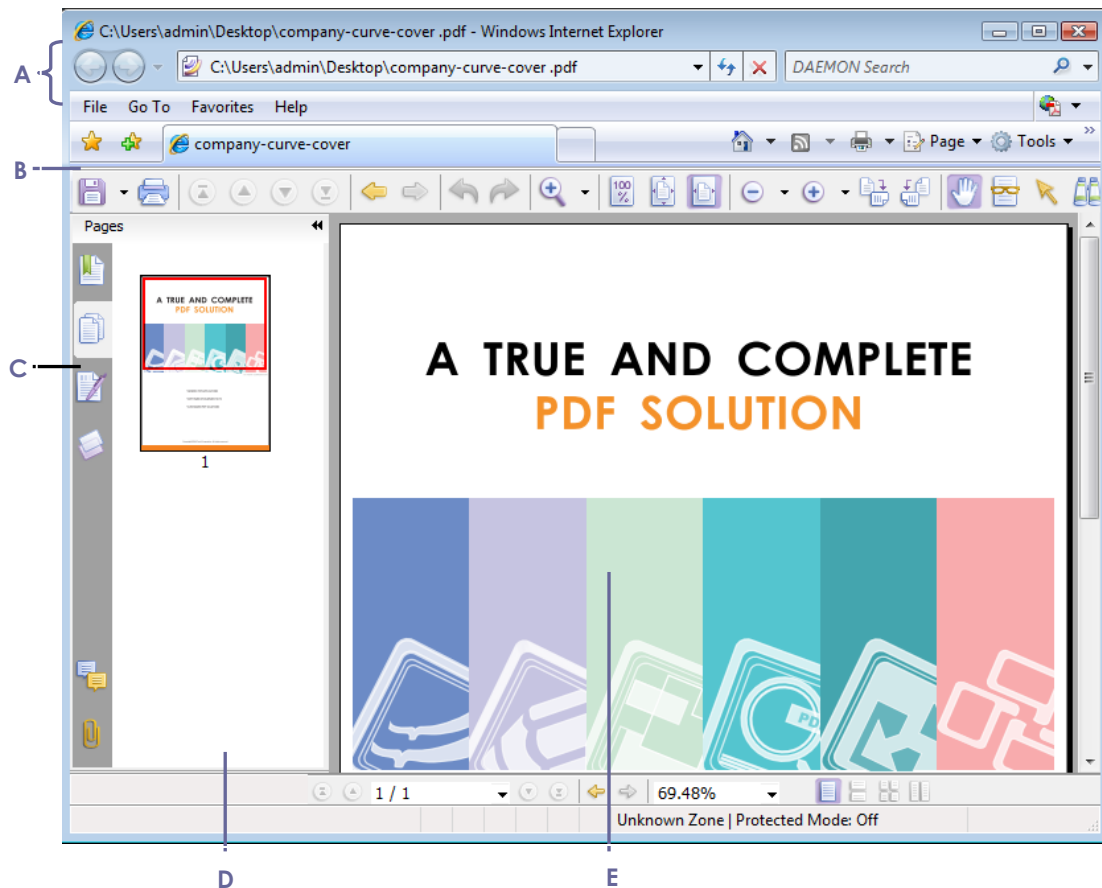 C:\Users\admin\Desktop\company-curve-cover .pdf - Windows Internet Explorer
A
C:\Users\admin\Desktop\company-curve-cover .pdf
DAEMON Search
File Go To Favorites Help
company-curve-cover
Page Tools »
B
100 %
Pages
A TRUE AND COMPLETE
PDF SOLUTION
1
C
A TRUE AND COMPLETE
PDF SOLUTION
PD
1 / 1
69.48%
Unknown Zone | Protected Mode: Off
D
E